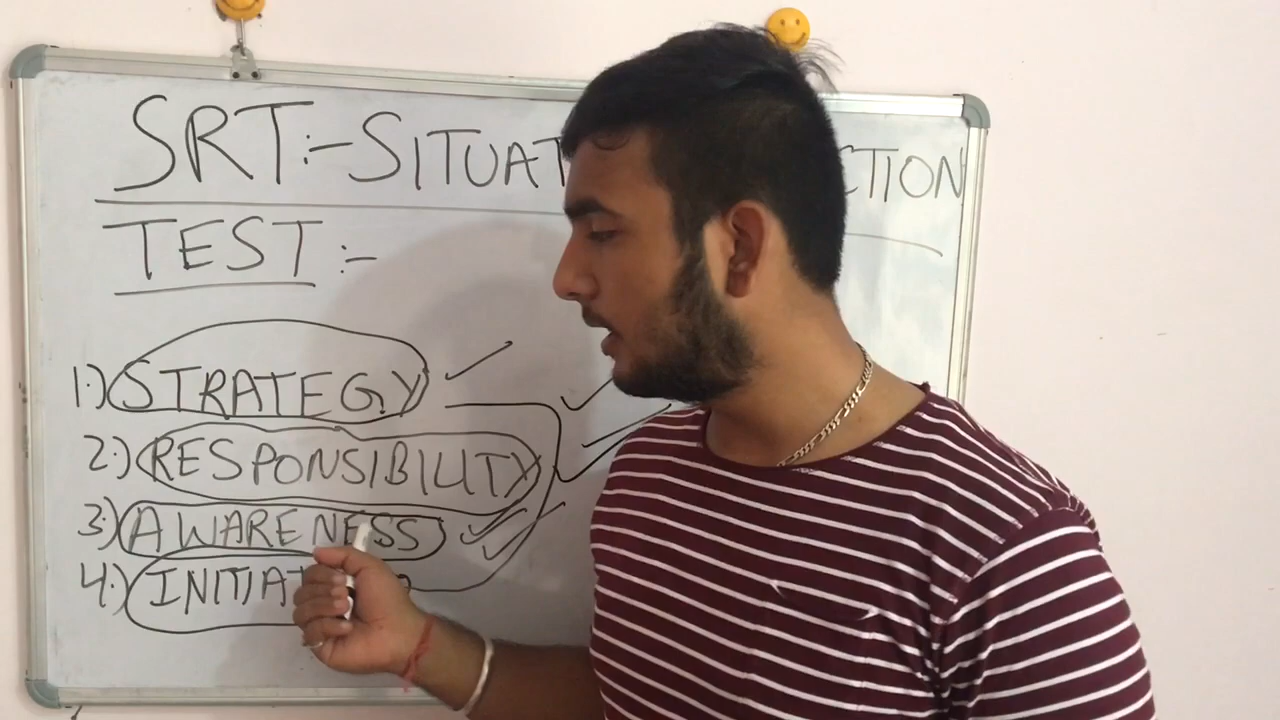 SRT:- SITUAT CTION
TEST:-
1.) STRATEGY
2.) RESPONSIBILITY
3.) AWARENESS
4.) INITIAT